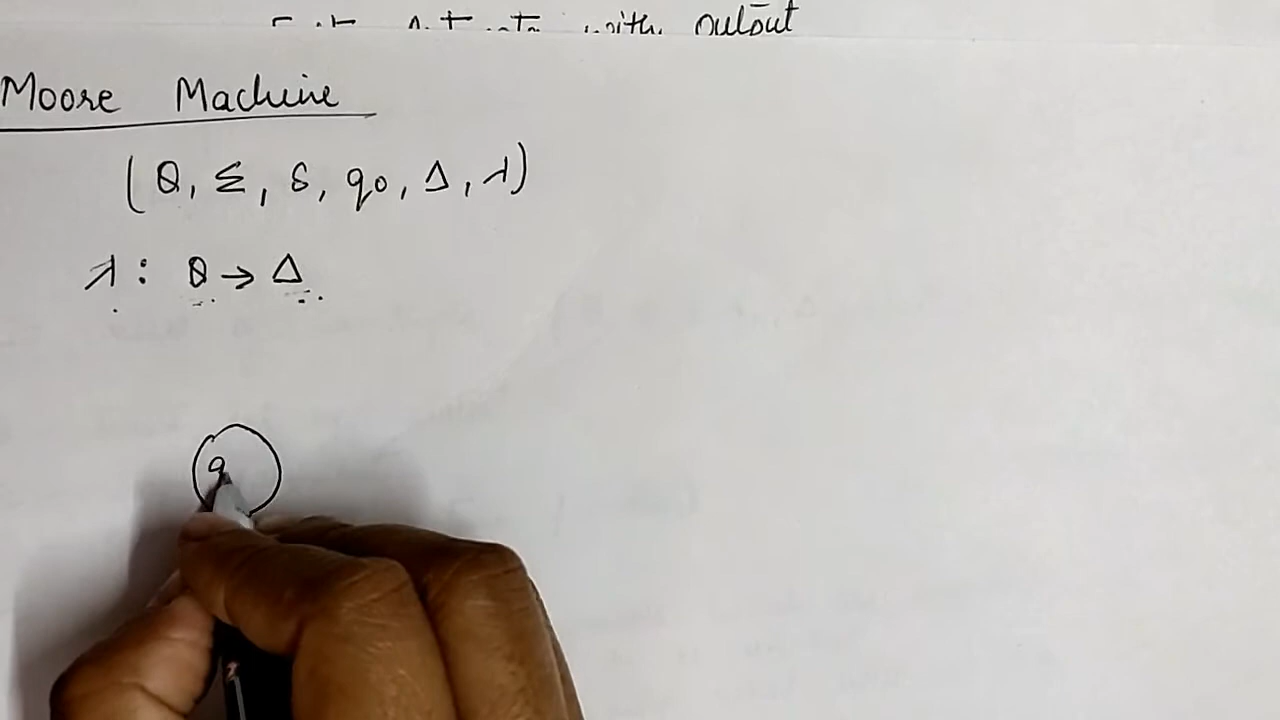 with output
Moore Machine
(Q, Σ, δ, q0, Δ, λ)
λ : Q → Δ
q